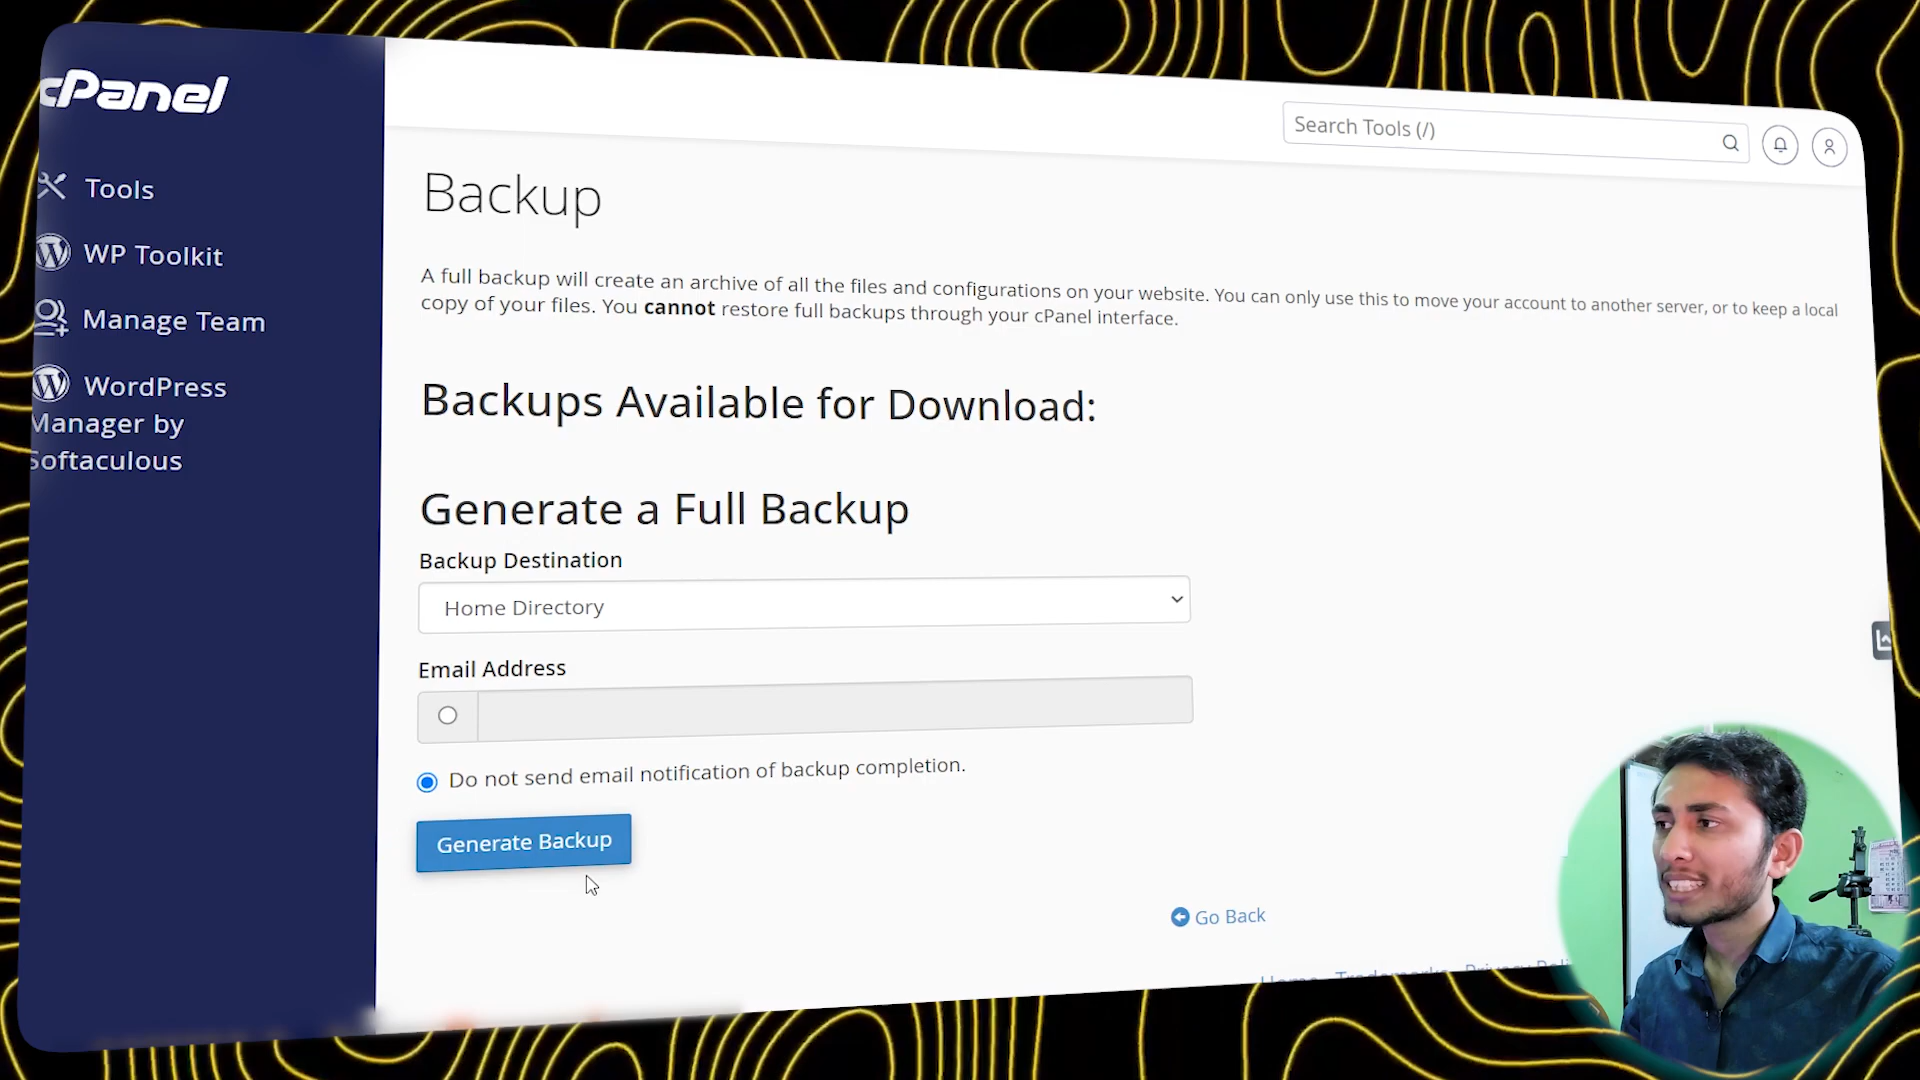 cPanel
Search Tools (/)
Tools
WP Toolkit
Manage Team
WordPress
Manager by
Softaculous
Backup
A full backup will create an archive of all the files and configurations on your website. You can only use this to move your account to another server, or to keep a local
copy of your files. You cannot restore full backups through your cPanel interface.
Backups Available for Download:
Generate a Full Backup
Backup Destination
Home Directory
Email Address
Do not send email notification of backup completion.
Generate Backup
Go Back
Home Trademarks Privacy